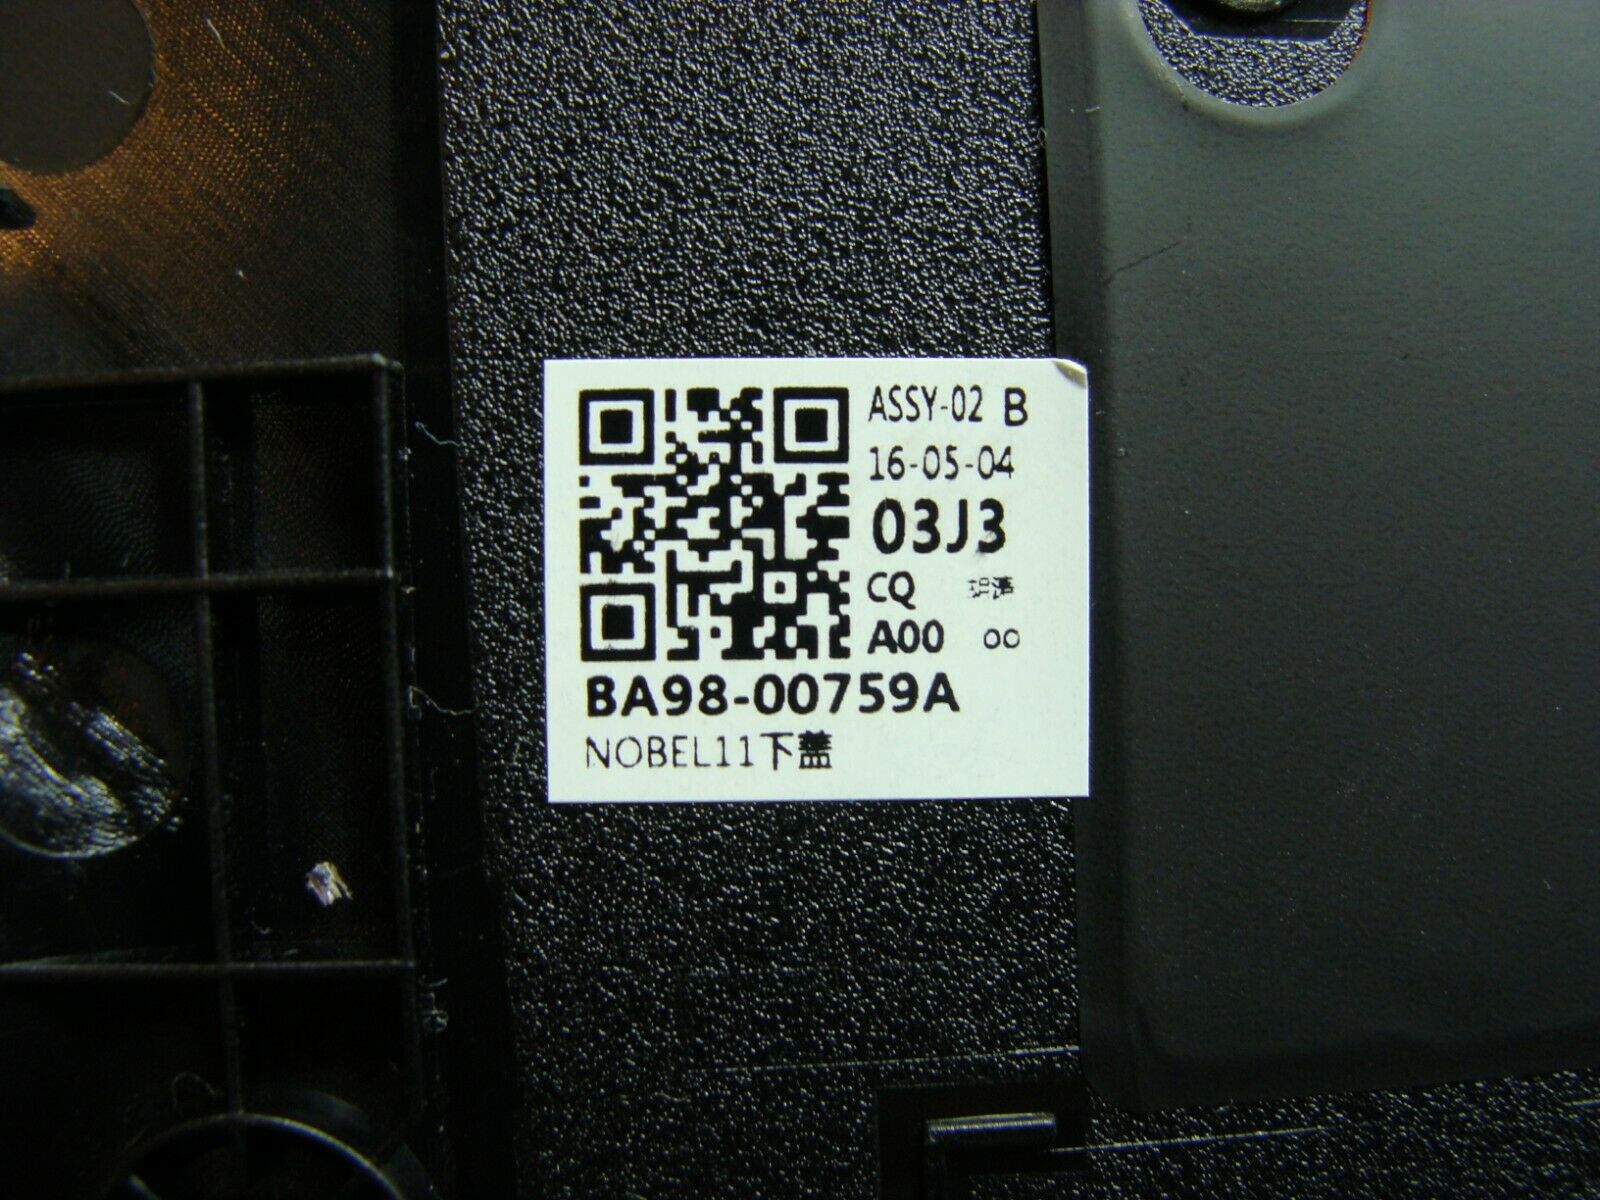 ASSY-02 B
16-05-04
03J3
CQ
A00 00
BA98-00759A
NOBEL11下盖